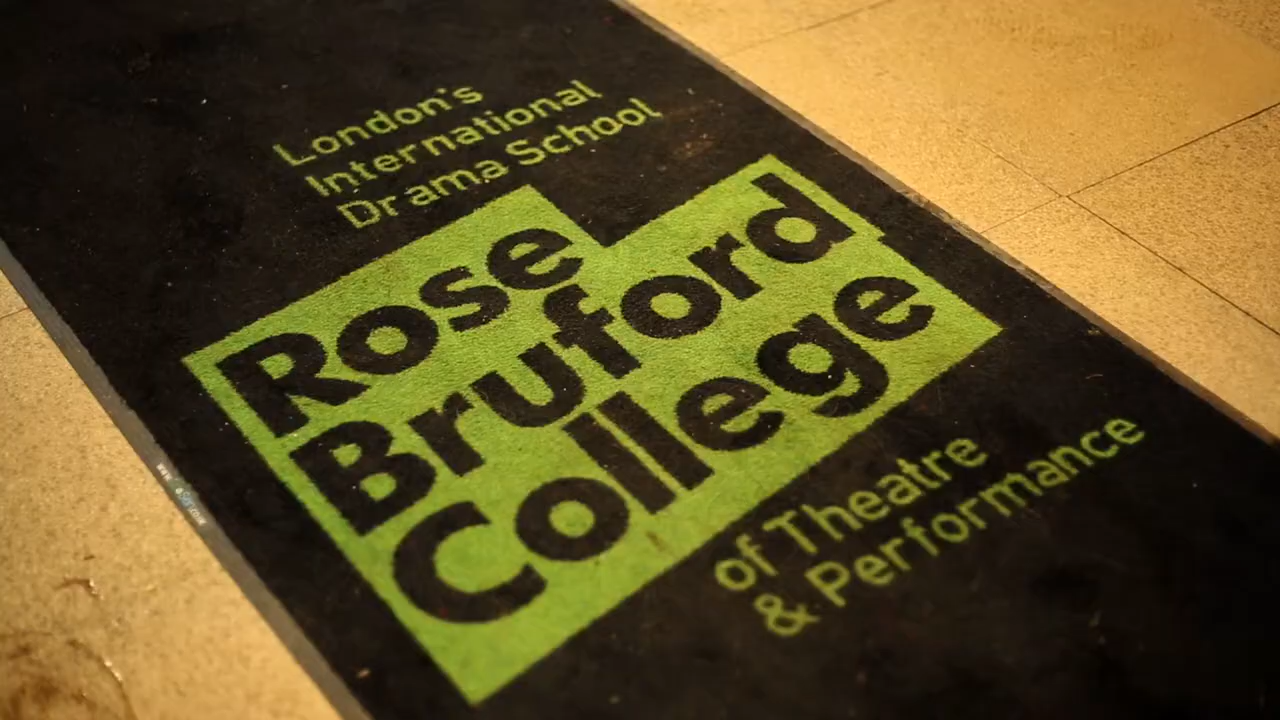 London's
International
Drama School
Rose
Bruford
College
of Theatre
& Performance